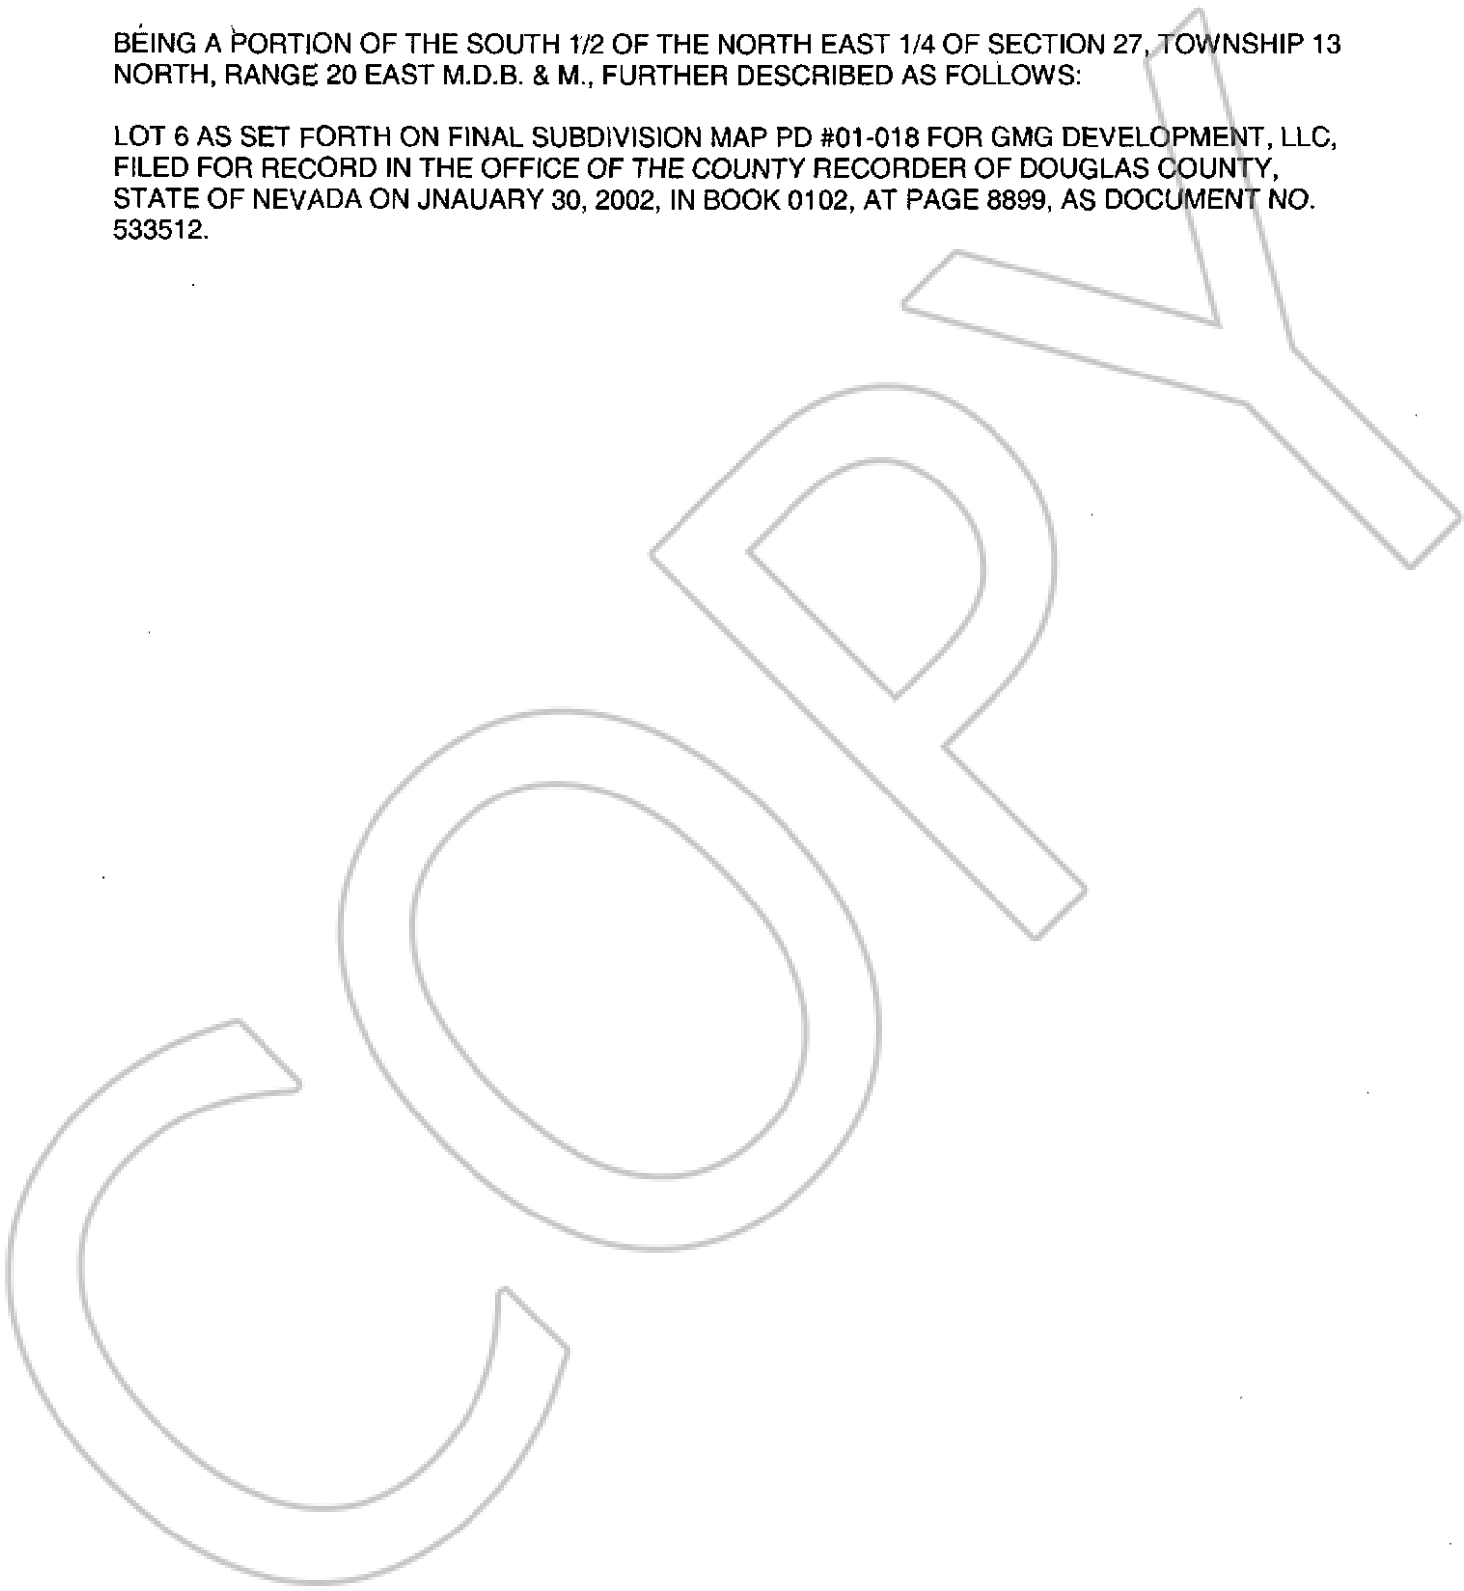 BEING A PORTION OF THE SOUTH 1/2 OF THE NORTH EAST 1/4 OF SECTION 27, TOWNSHIP 13
NORTH, RANGE 20 EAST M.D.B. & M., FURTHER DESCRIBED AS FOLLOWS:
LOT 6 AS SET FORTH ON FINAL SUBDIVISION MAP PD #01-018 FOR GMG DEVELOPMENT, LLC,
FILED FOR RECORD IN THE OFFICE OF THE COUNTY RECORDER OF DOUGLAS COUNTY,
STATE OF NEVADA ON JNAUARY 30, 2002, IN BOOK 0102, AT PAGE 8899, AS DOCUMENT NO.
533512.
COPY